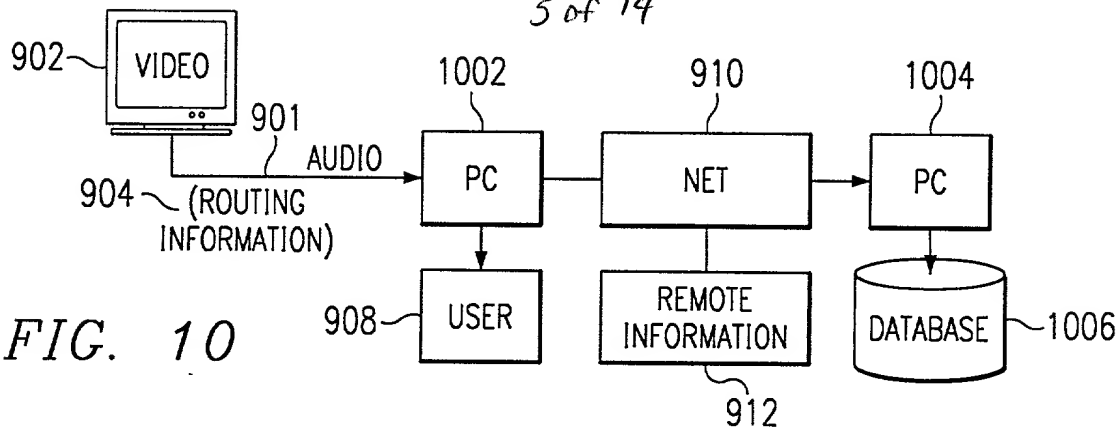 5 of 14
902
VIDEO
901
AUDIO
904
(ROUTING
INFORMATION)
1002
PC
910
NET
1004
PC
908
USER
REMOTE
INFORMATION
912
DATABASE
1006
FIG. 10